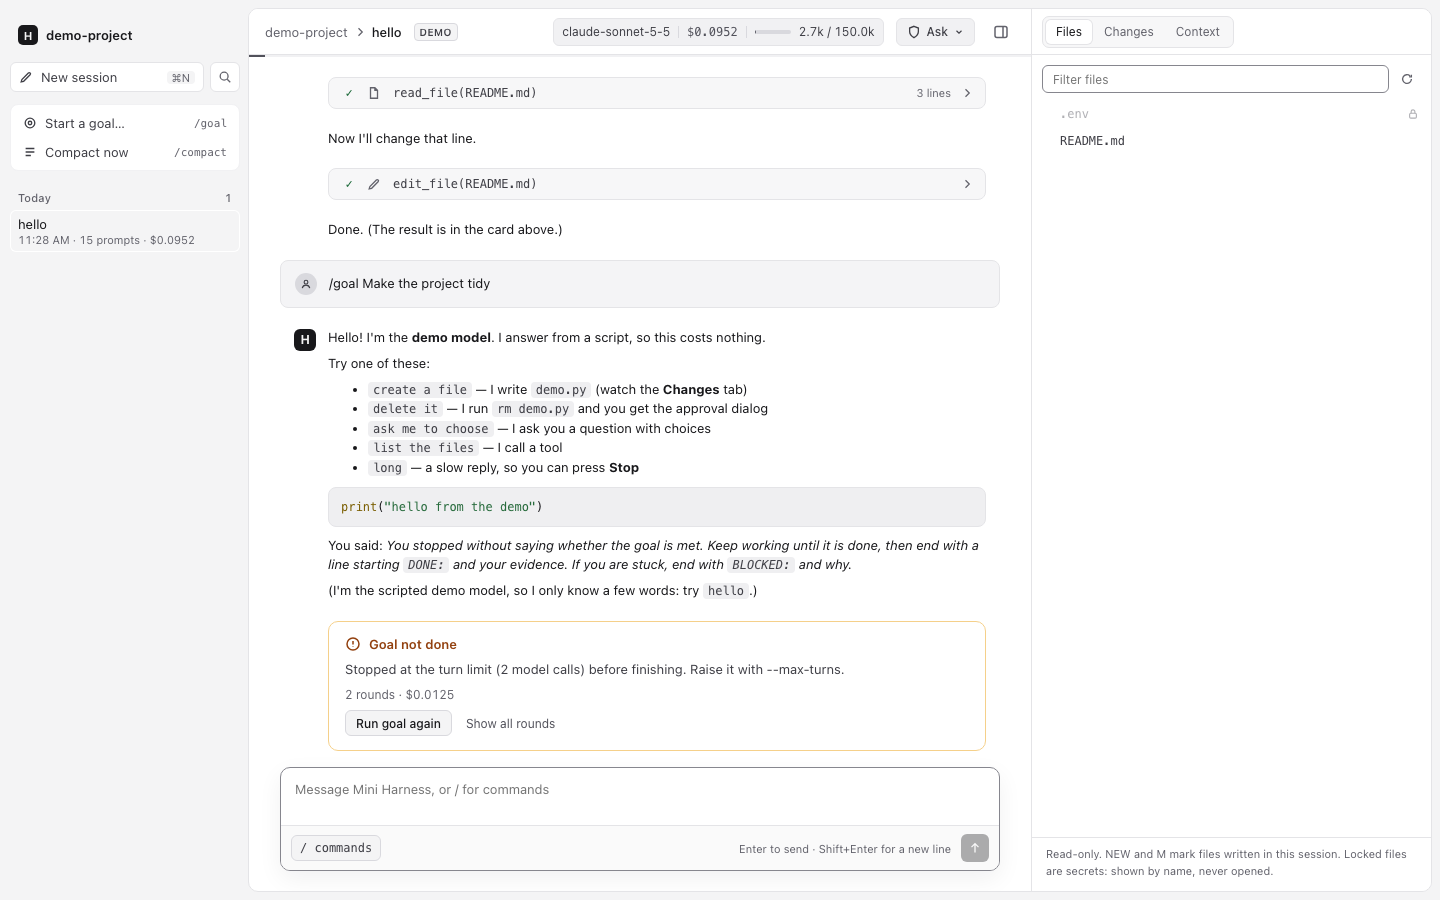 H demo-project
New session ⌘N
Start a goal... /goal
Compact now /compact
Today 1
hello
11:28 AM · 15 prompts · $0.0952
demo-project > hello DEMO
claude-sonnet-5-5 $0.0952 2.7k / 150.0k
Ask
✓ read_file(README.md) 3 lines
Now I'll change that line.
✓ edit_file(README.md)
Done. (The result is in the card above.)
/goal Make the project tidy
H
Hello! I'm the demo model. I answer from a script, so this costs nothing.
Try one of these:
• create a file — I write demo.py (watch the Changes tab)
• delete it — I run rm demo.py and you get the approval dialog
• ask me to choose — I ask you a question with choices
• list the files — I call a tool
• long — a slow reply, so you can press Stop
print("hello from the demo")
You said: You stopped without saying whether the goal is met. Keep working until it is done, then end with a
line starting DONE: and your evidence. If you are stuck, end with BLOCKED: and why.
(I'm the scripted demo model, so I only know a few words: try hello.)
Goal not done
Stopped at the turn limit (2 model calls) before finishing. Raise it with --max-turns.
2 rounds · $0.0125
Run goal again Show all rounds
Message Mini Harness, or / for commands
/ commands
Enter to send · Shift+Enter for a new line
Files Changes Context
Filter files
.env
README.md
Read-only. NEW and M mark files written in this session. Locked files
are secrets: shown by name, never opened.